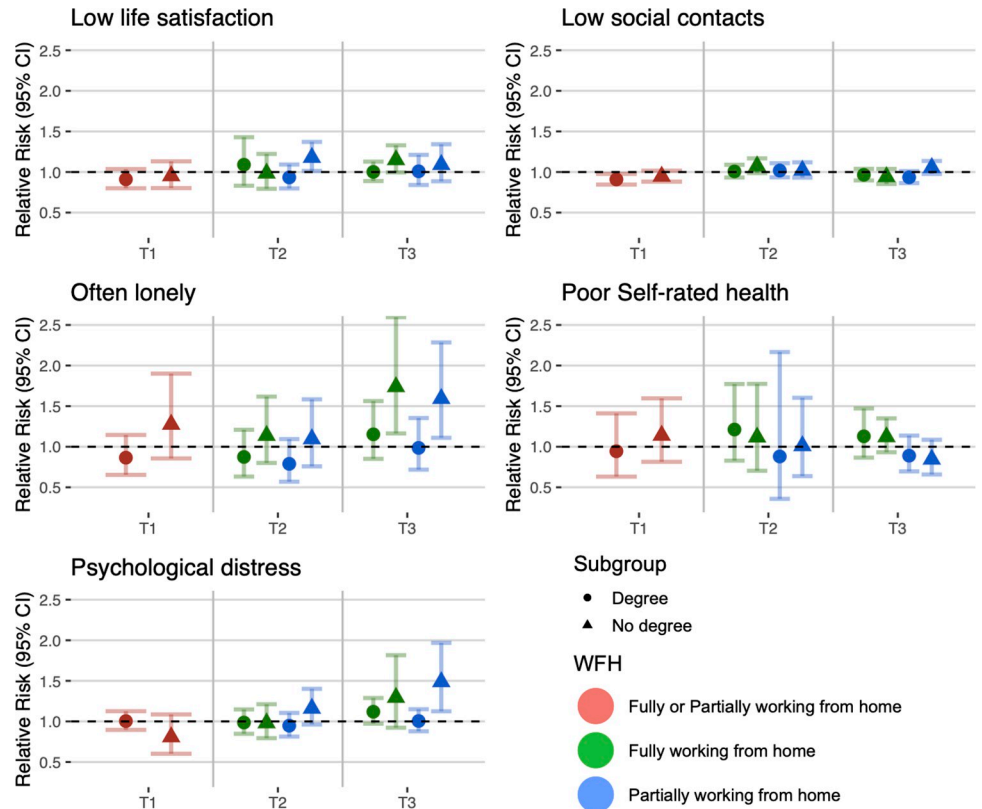 Low life satisfaction
Relative Risk (95% CI)
2.5
2.0
1.5
1.0
0.5
T1 T2 T3
Low social contacts
Relative Risk (95% CI)
2.5
2.0
1.5
1.0
0.5
T1 T2 T3
Often lonely
Relative Risk (95% CI)
2.5
2.0
1.5
1.0
0.5
T1 T2 T3
Poor Self-rated health
Relative Risk (95% CI)
2.5
2.0
1.5
1.0
0.5
T1 T2 T3
Psychological distress
Relative Risk (95% CI)
2.5
2.0
1.5
1.0
0.5
T1 T2 T3
Subgroup
Degree
No degree
WFH
Fully or Partially working from home
Fully working from home
Partially working from home